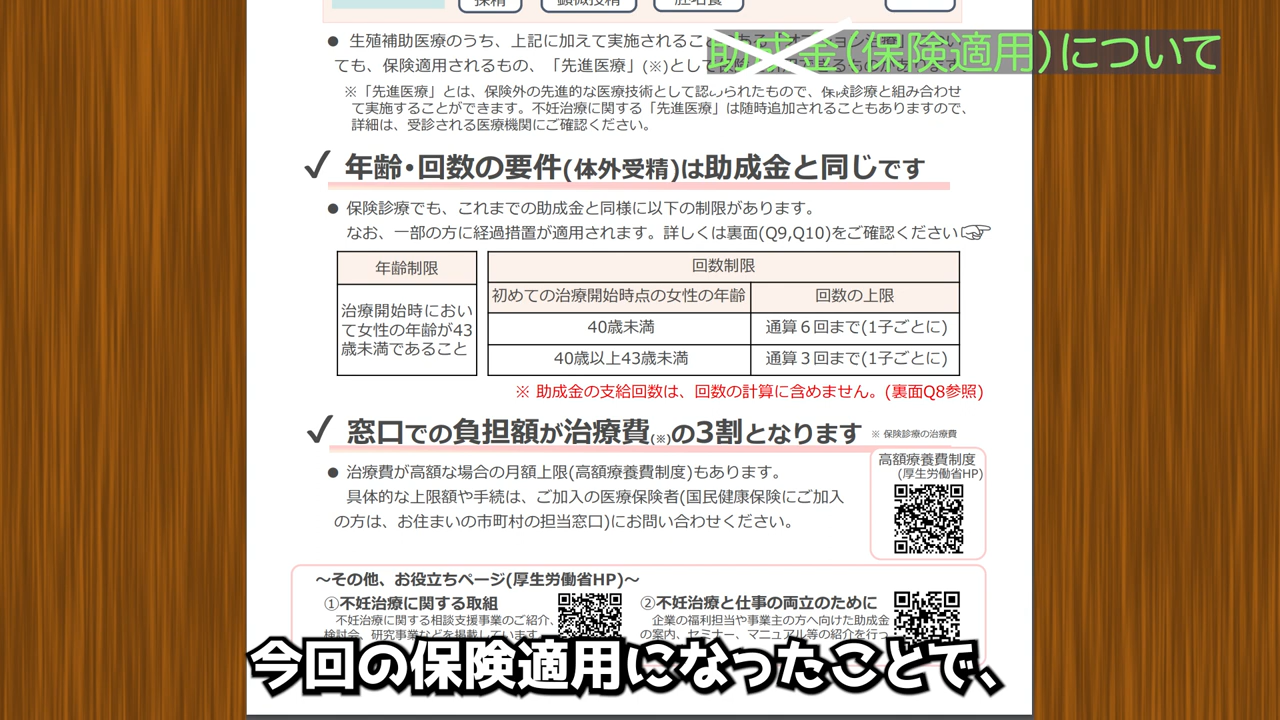 採精
顕微授精
胚培養
● 生殖補助医療のうち、上記に加えて実施されること
ても、保険適用されるもの、「先進医療」(※)として
助成金(保険適用)について
※「先進医療」とは、保険外の先進的な医療技術として認められたもので、保険診療と組み合わせ
て実施することができます。不妊治療に関する「先進医療」は随時追加されることもありますので、
詳細は、受診される医療機関にご確認ください。
✓ 年齢・回数の要件(体外受精)は助成金と同じです
● 保険診療でも、これまでの助成金と同様に以下の制限があります。
なお、一部の方に経過措置が適用されます。詳しくは裏面(Q9,Q10)をご確認ください☞
年齢制限
治療開始時におい
て女性の年齢が43
歳未満であること
回数制限
初めての治療開始時点の女性の年齢 回数の上限
40歳未満 通算6回まで(1子ごとに)
40歳以上43歳未満 通算3回まで(1子ごとに)
※ 助成金の支給回数は、回数の計算に含めません。(裏面Q8参照)
✓ 窓口での負担額が治療費(※)の3割となります ※ 保険診療の治療費
● 治療費が高額な場合の月額上限(高額療養費制度)もあります。
具体的な上限額や手続は、ご加入の医療保険者(国民健康保険にご加入
の方は、お住まいの市町村の担当窓口)にお問い合わせください。
高額療養費制度
(厚生労働省HP)
～その他、お役立ちページ(厚生労働省HP)～
①不妊治療に関する取組
不妊治療に関する相談支援事業のご紹介、
検討会、研究事業などを掲載しています。
②不妊治療と仕事の両立のために
企業の福利担当や事業主の方へ向けた助成金
の案内、セミナー、マニュアル等の紹介を行っ
今回の保険適用になったことで、